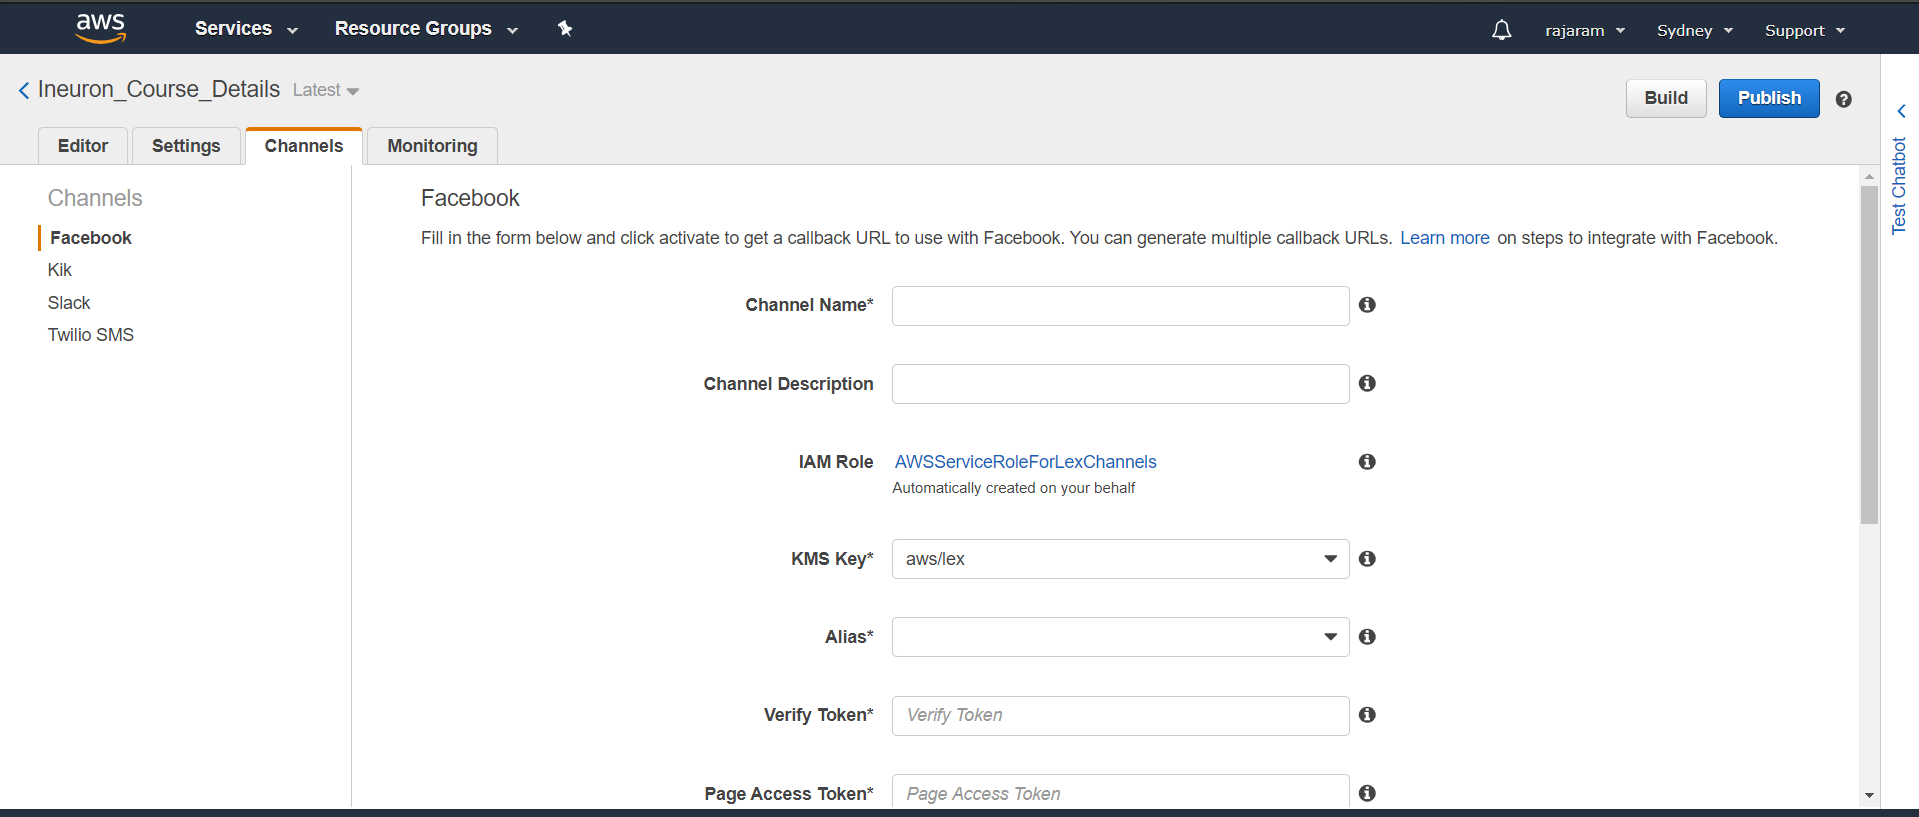 aws Services Resource Groups rajaram Sydney Support
Ineuron_Course_Details Latest
Build Publish
Editor Settings Channels Monitoring
Test Chatbot
Channels
Facebook
Kik
Slack
Twilio SMS
Facebook
Fill in the form below and click activate to get a callback URL to use with Facebook. You can generate multiple callback URLs. Learn more on steps to integrate with Facebook.
Channel Name*
Channel Description
IAM Role AWSServiceRoleForLexChannels
Automatically created on your behalf
KMS Key* aws/lex
Alias*
Verify Token* Verify Token
Page Access Token* Page Access Token